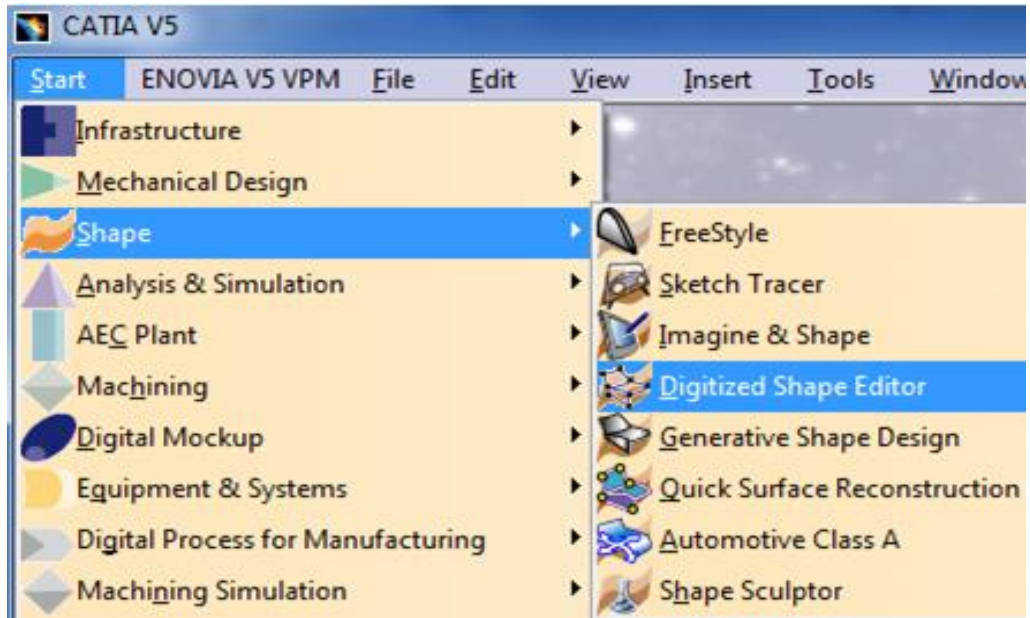 CATIA V5
Start ENOVIA V5 VPM File Edit View Insert Tools Window
Infrastructure
Mechanical Design
Shape
Analysis & Simulation
AEC Plant
Machining
Digital Mockup
Equipment & Systems
Digital Process for Manufacturing
Machining Simulation
FreeStyle
Sketch Tracer
Imagine & Shape
Digitized Shape Editor
Generative Shape Design
Quick Surface Reconstruction
Automotive Class A
Shape Sculptor